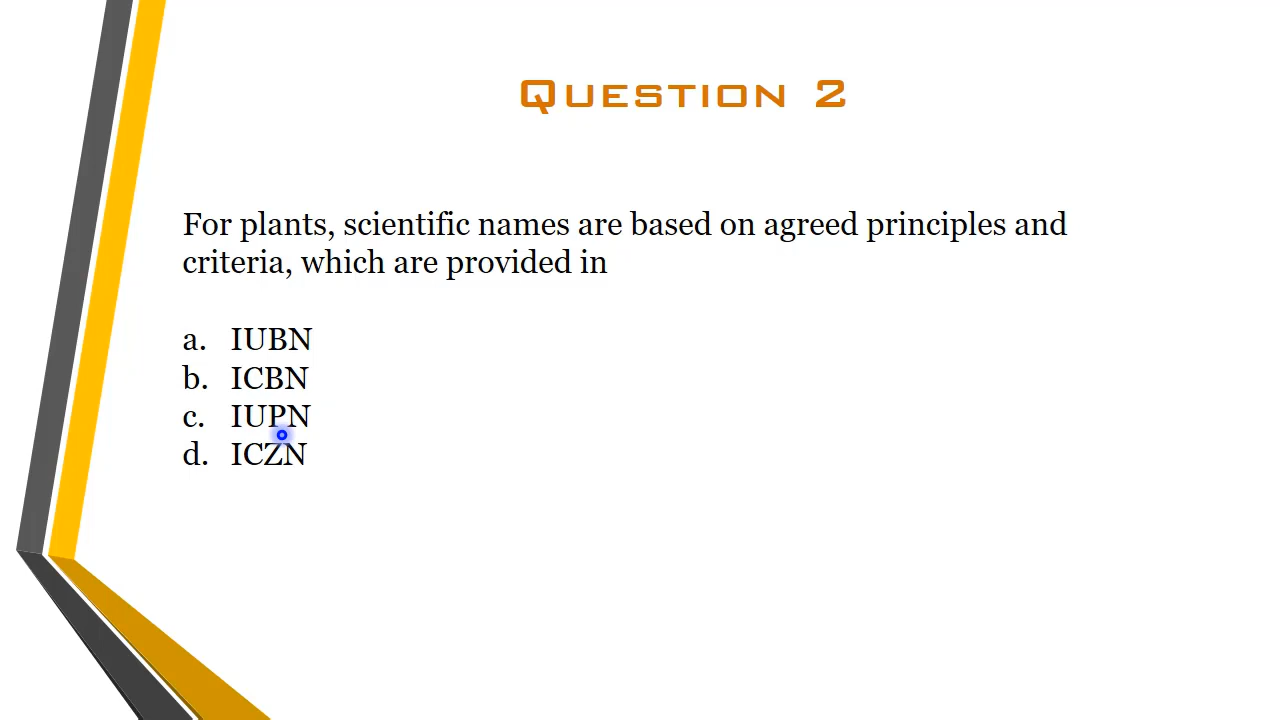 Question 2
For plants, scientific names are based on agreed principles and
criteria, which are provided in
a. IUBN
b. ICBN
c. IUPN
d. ICZN